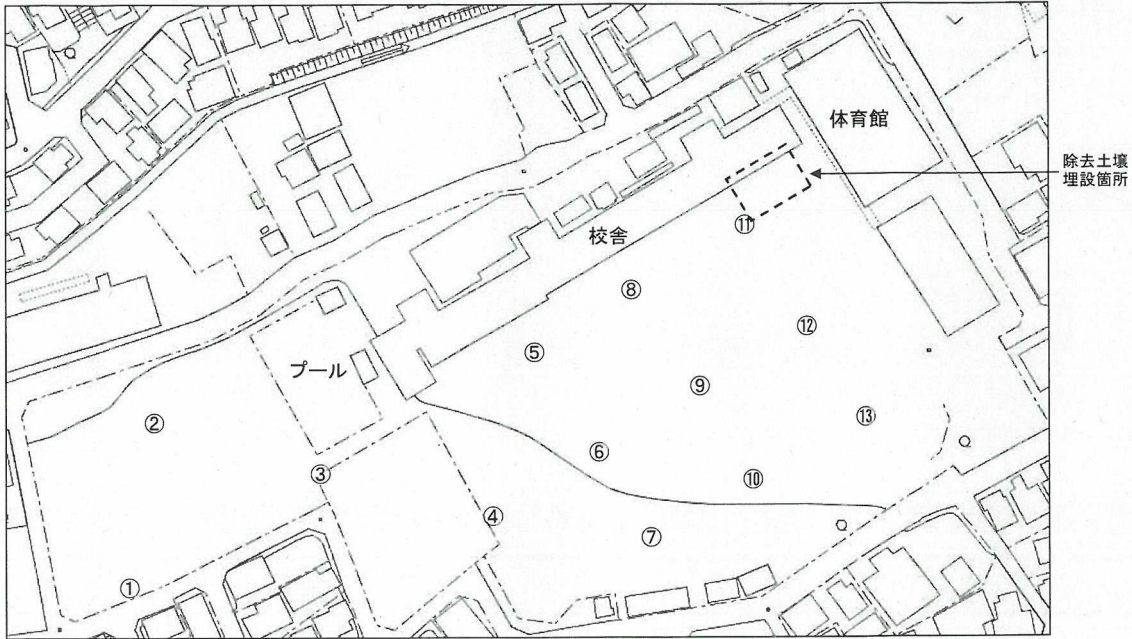 体育館
除去土壌
埋設箇所
⑪
校舎
⑧
⑫
⑤
プール
⑨
⑬
②
⑥
③
⑩
④
⑦
①